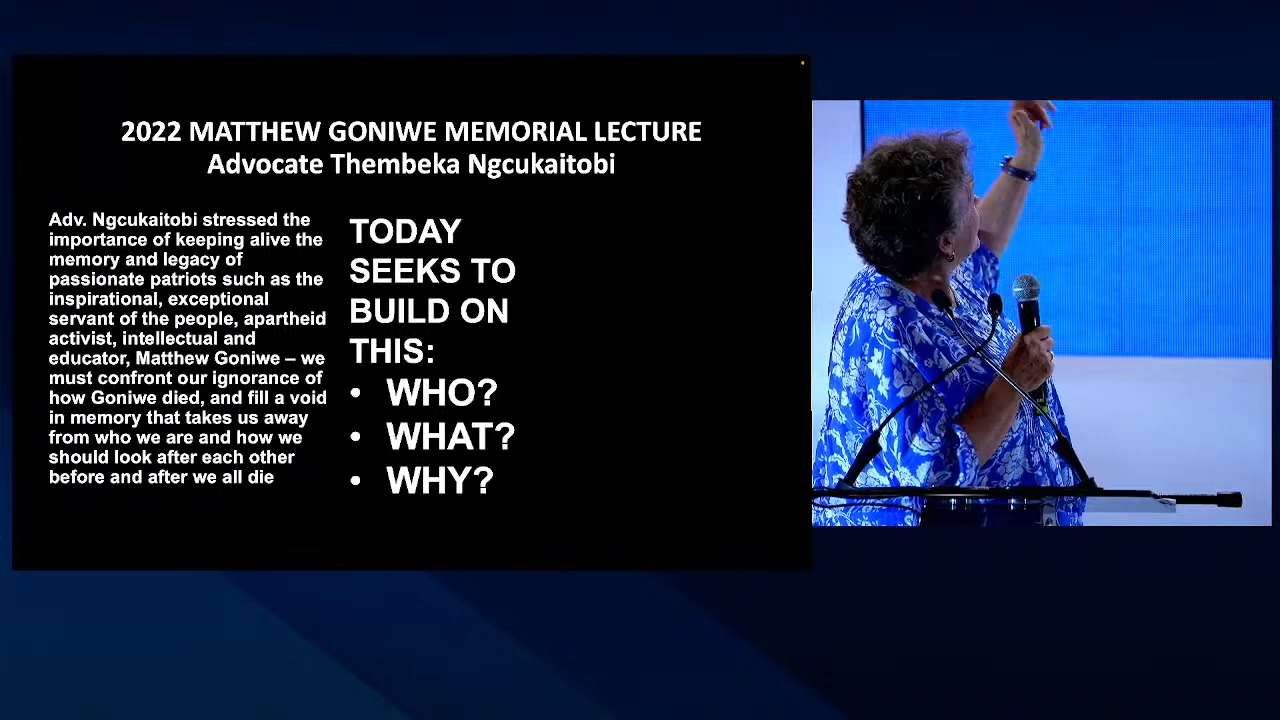 2022 MATTHEW GONIWE MEMORIAL LECTURE
Advocate Thembeka Ngcukaitobi
Adv. Ngcukaitobi stressed the
importance of keeping alive the
memory and legacy of
passionate patriots such as the
inspirational, exceptional
servant of the people, apartheid
activist, intellectual and
educator, Matthew Goniwe – we
must confront our ignorance of
how Goniwe died, and fill a void
in memory that takes us away
from who we are and how we
should look after each other
before and after we all die
TODAY
SEEKS TO
BUILD ON
THIS:
• WHO?
• WHAT?
• WHY?